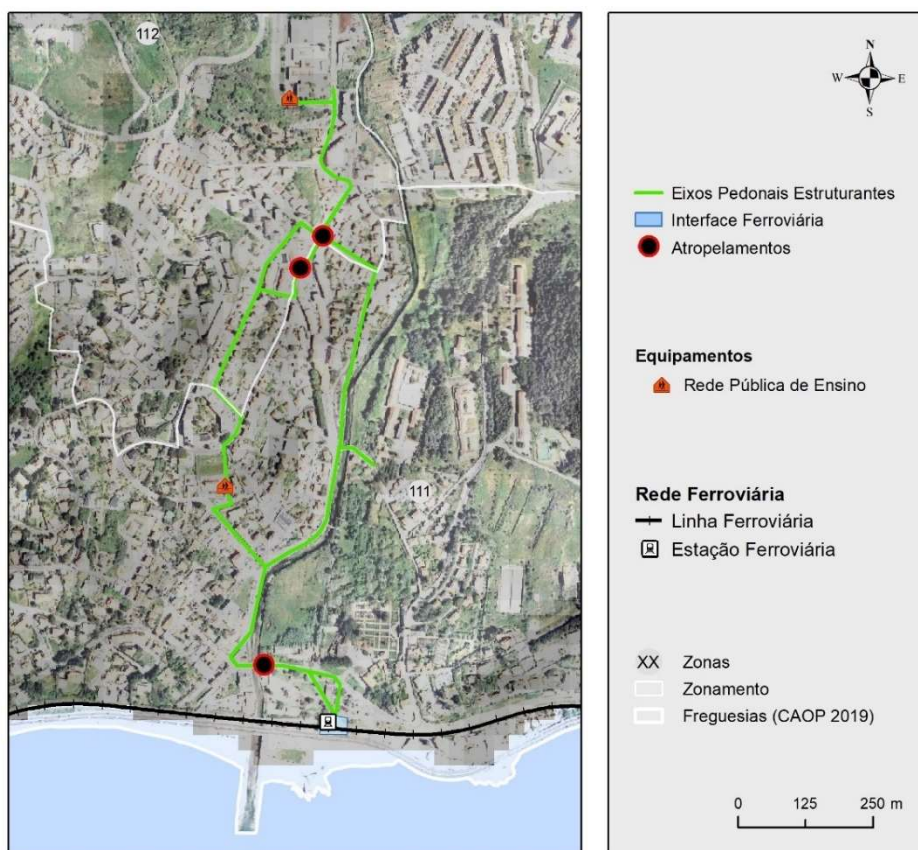 112
111
N
W E
S
Eixos Pedonais Estruturantes
Interface Ferroviária
Atropelamentos
Equipamentos
Rede Pública de Ensino
Rede Ferroviária
Linha Ferroviária
Estação Ferroviária
XX Zonas
Zonamento
Freguesias (CAOP 2019)
0 125 250 m